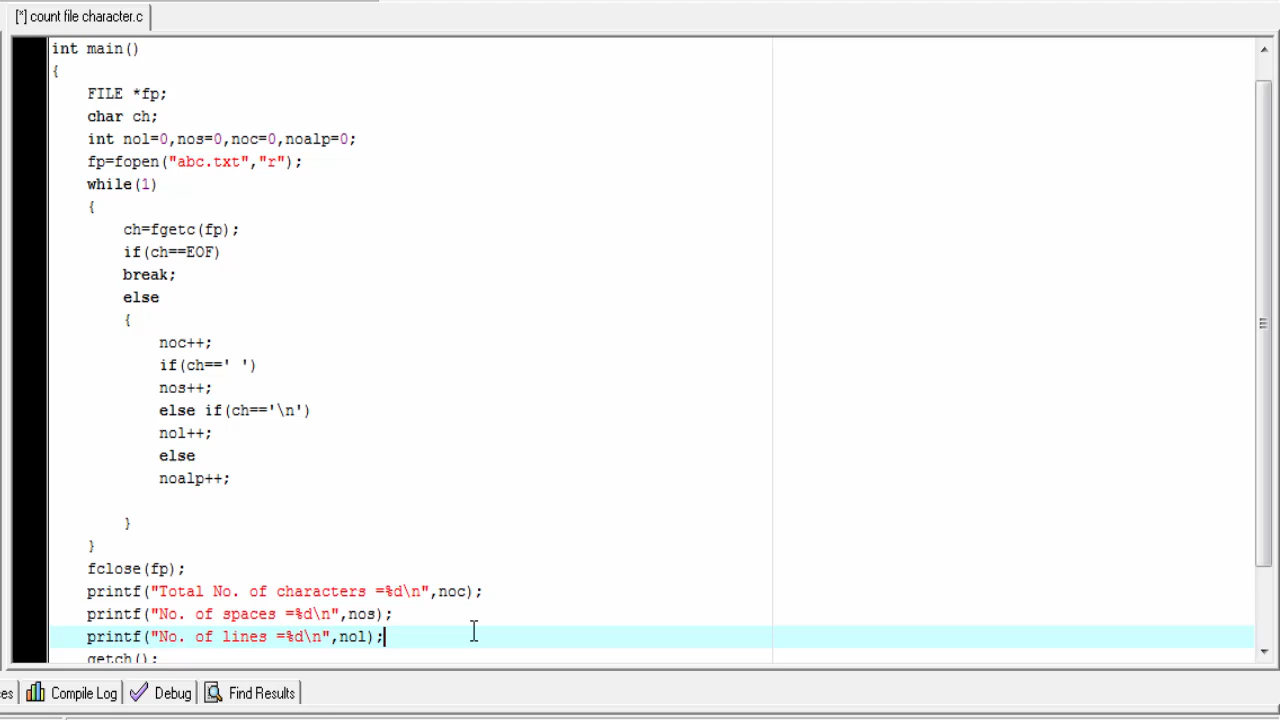 [*] count file character.c
int main()
{
FILE *fp;
char ch;
int nol=0,nos=0,noc=0,noalp=0;
fp=fopen("abc.txt","r");
while(1)
{
ch=fgetc(fp);
if(ch==EOF)
break;
else
{
noc++;
if(ch==' ')
nos++;
else if(ch=='\n')
nol++;
else
noalp++;
}
}
fclose(fp);
printf("Total No. of characters =%d\n",noc);
printf("No. of spaces =%d\n",nos);
printf("No. of lines =%d\n",nol);
getch();
es Compile Log Debug Find Results